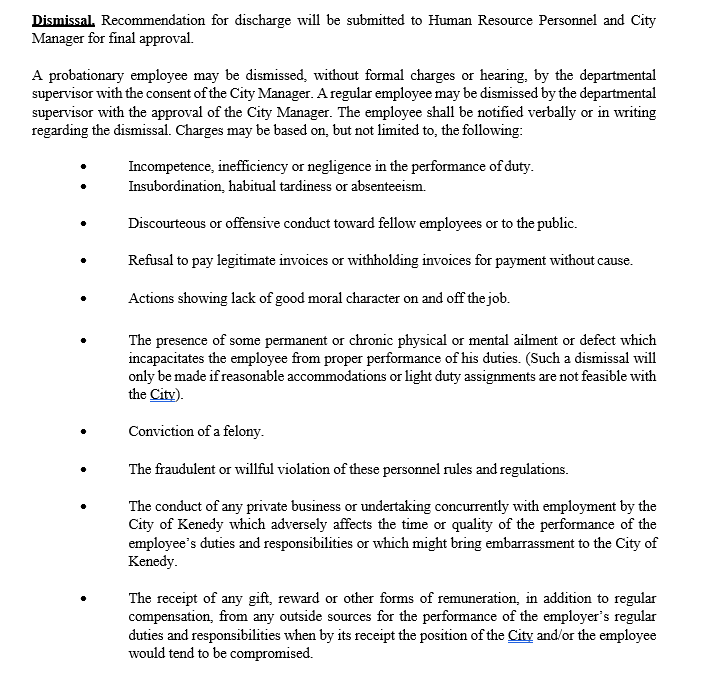 Dismissal. Recommendation for discharge will be submitted to Human Resource Personnel and City
Manager for final approval.
A probationary employee may be dismissed, without formal charges or hearing, by the departmental
supervisor with the consent of the City Manager. A regular employee may be dismissed by the departmental
supervisor with the approval of the City Manager. The employee shall be notified verbally or in writing
regarding the dismissal. Charges may be based on, but not limited to, the following:
• Incompetence, inefficiency or negligence in the performance of duty.
• Insubordination, habitual tardiness or absenteeism.
• Discourteous or offensive conduct toward fellow employees or to the public.
• Refusal to pay legitimate invoices or withholding invoices for payment without cause.
• Actions showing lack of good moral character on and off the job.
• The presence of some permanent or chronic physical or mental ailment or defect which
incapacitates the employee from proper performance of his duties. (Such a dismissal will
only be made if reasonable accommodations or light duty assignments are not feasible with
the City).
• Conviction of a felony.
• The fraudulent or willful violation of these personnel rules and regulations.
• The conduct of any private business or undertaking concurrently with employment by the
City of Kenedy which adversely affects the time or quality of the performance of the
employee's duties and responsibilities or which might bring embarrassment to the City of
Kenedy.
• The receipt of any gift, reward or other forms of remuneration, in addition to regular
compensation, from any outside sources for the performance of the employer's regular
duties and responsibilities when by its receipt the position of the City and/or the employee
would tend to be compromised.